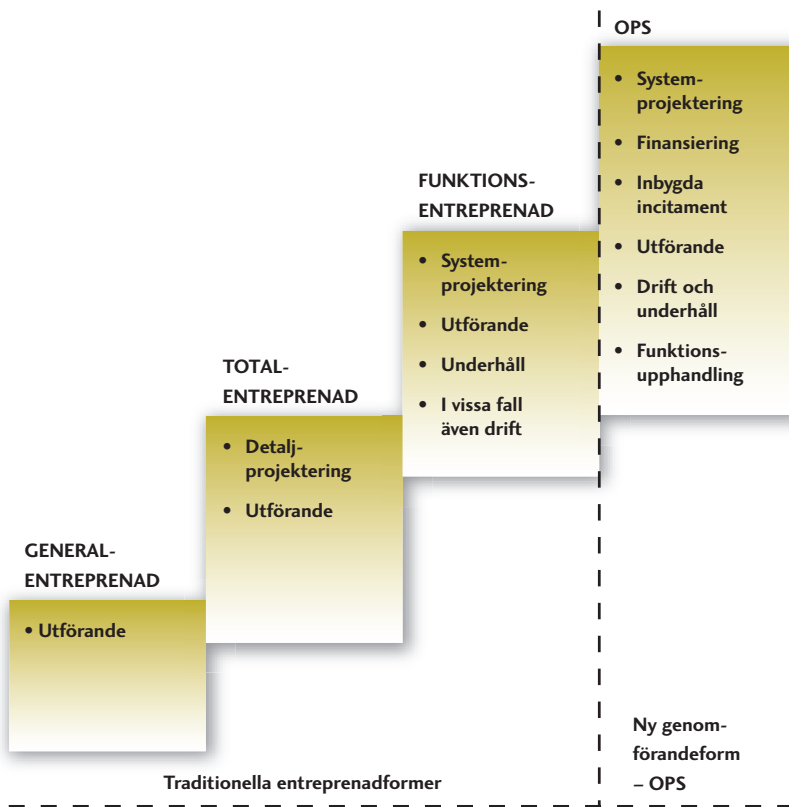 GENERAL-
ENTREPRENAD
• Utförande
TOTAL-
ENTREPRENAD
• Detalj-
projektering
• Utförande
FUNKTIONS-
ENTREPRENAD
• System-
projektering
• Utförande
• Underhåll
• I vissa fall
även drift
OPS
• System-
projektering
• Finansiering
• Inbygda
incitament
• Utförande
• Drift och
underhåll
• Funktions-
upphandling
Traditionella entreprenadformer
Ny genom-
förandeform
– OPS